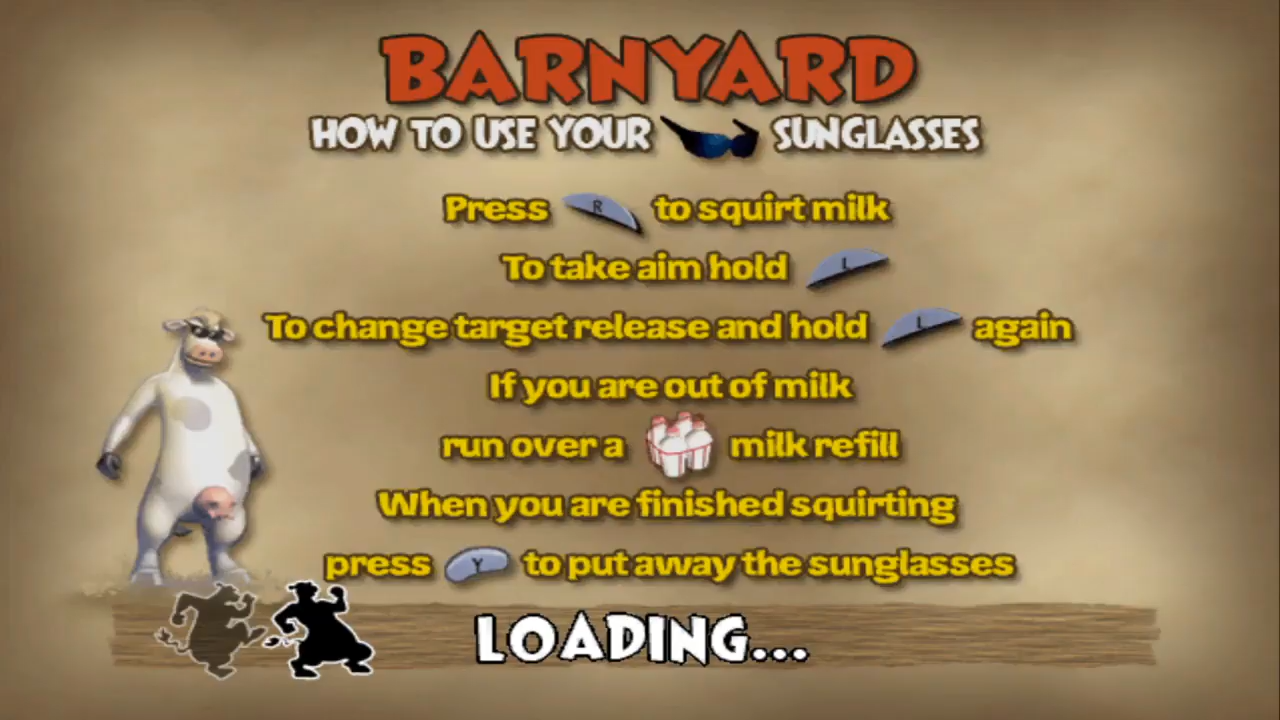 BARNYARD
HOW TO USE YOUR SUNGLASSES
Press R to squirt milk
To take aim hold L
To change target release and hold L again
If you are out of milk
run over a milk refill
When you are finished squirting
press Y to put away the sunglasses
LOADING...